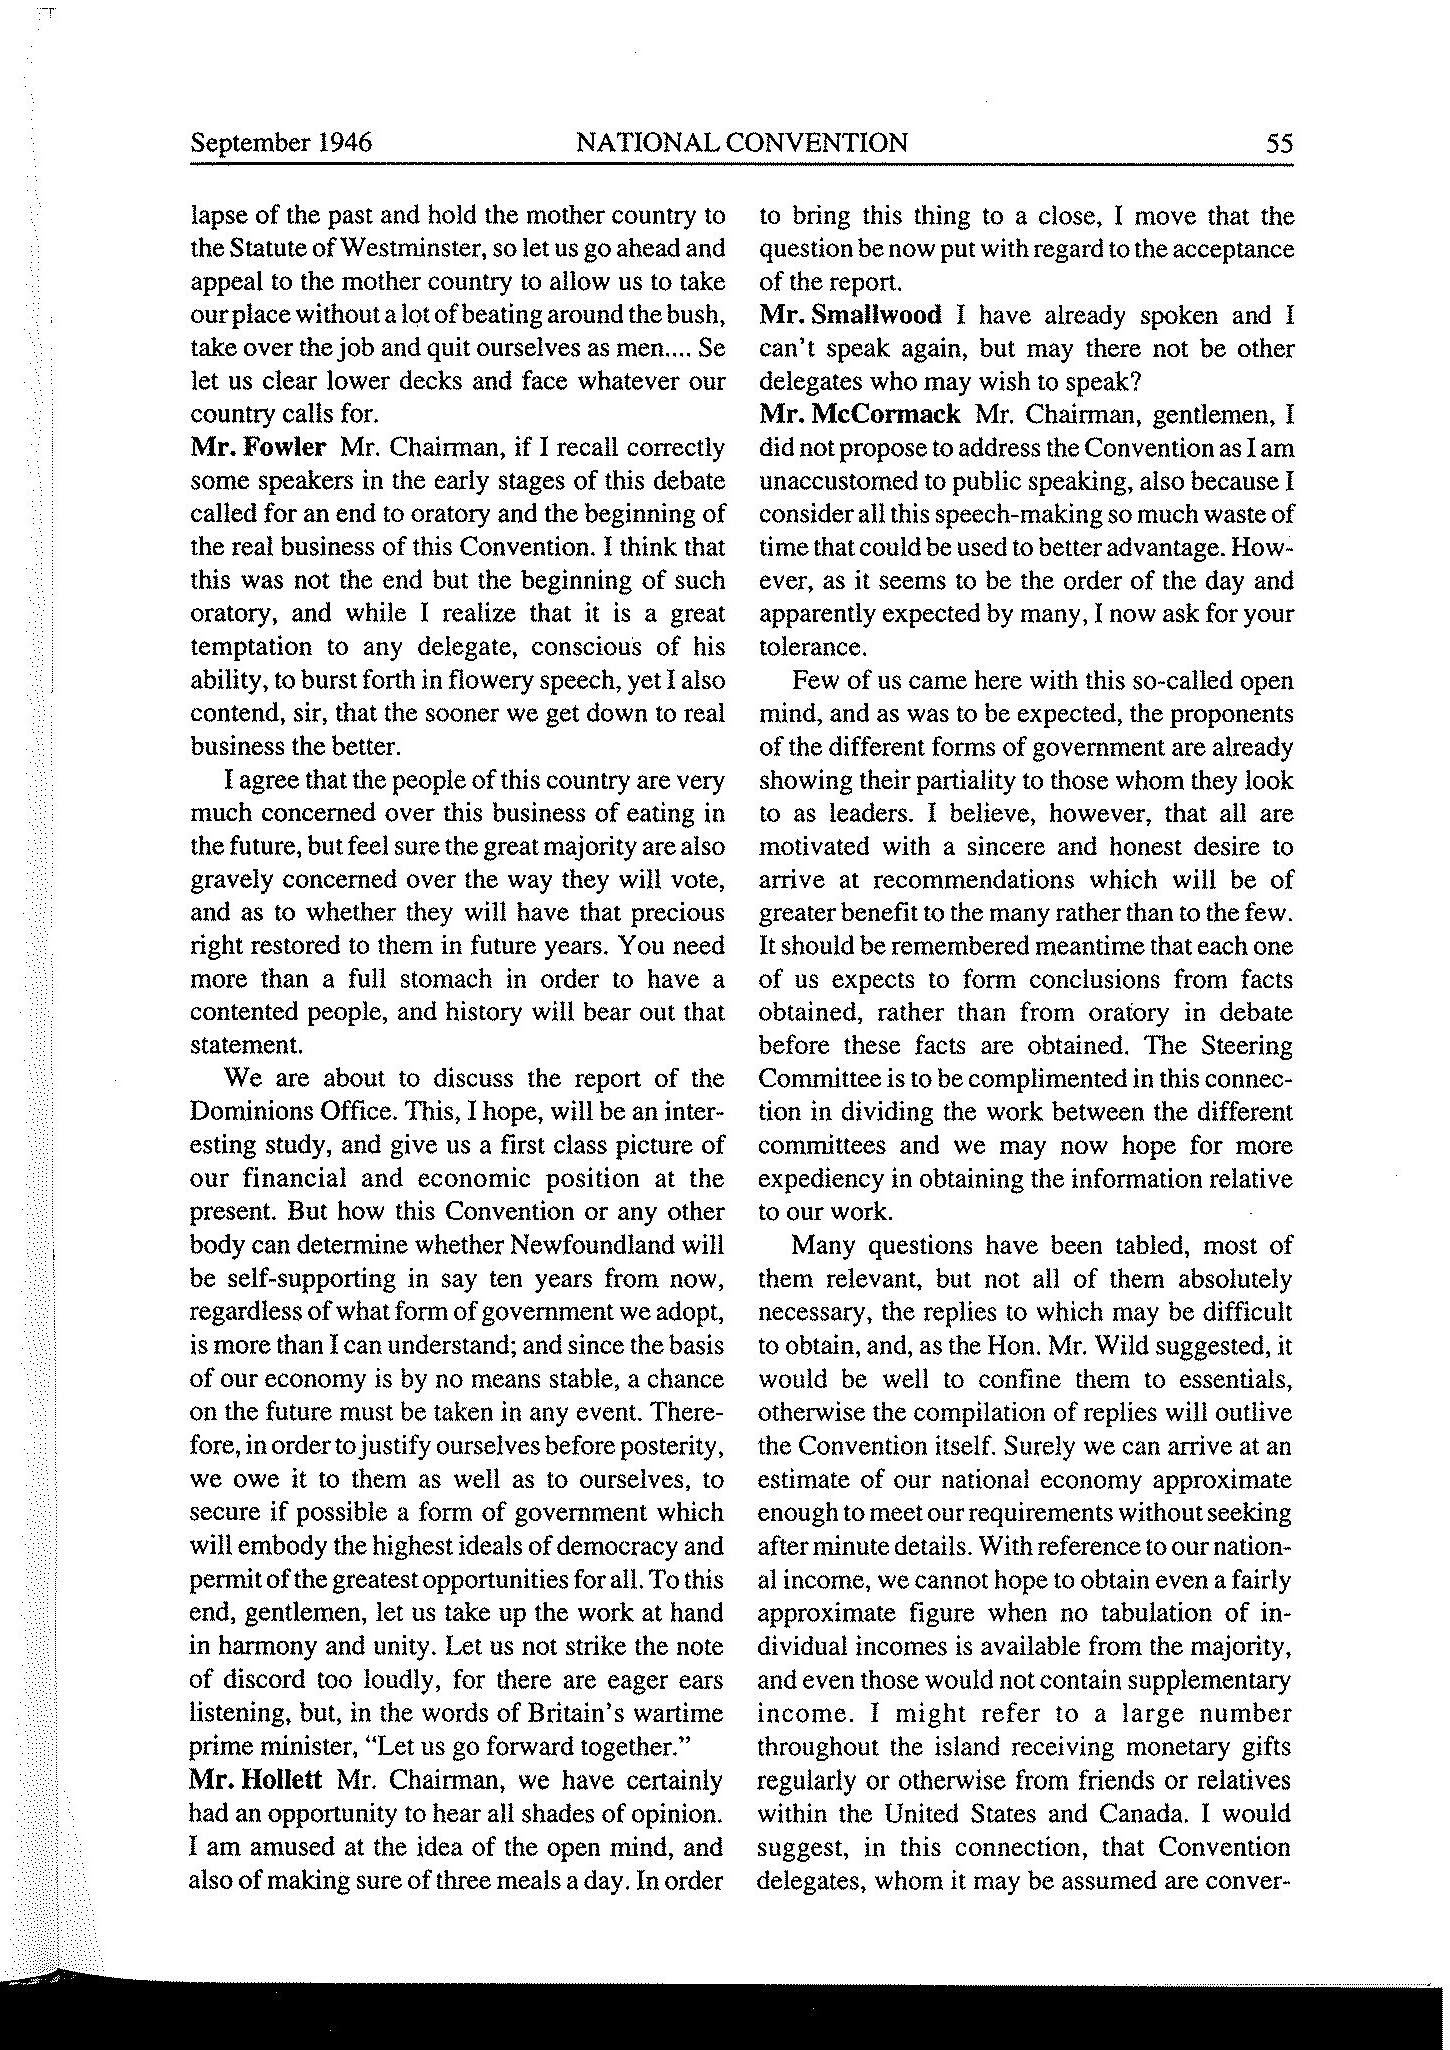 September 1946 NATIONAL CONVENTION 55
lapse of the past and hold the mother country to
the Statute of Westminster, so let us go ahead and
appeal to the mother country to allow us to take
our place without a lot of beating around the bush,
take over the job and quit ourselves as men.... Se
let us clear lower decks and face whatever our
country calls for.
Mr. Fowler Mr. Chairman, if I recall correctly
some speakers in the early stages of this debate
called for an end to oratory and the beginning of
the real business of this Convention. I think that
this was not the end but the beginning of such
oratory, and while I realize that it is a great
temptation to any delegate, conscious of his
ability, to burst forth in flowery speech, yet I also
contend, sir, that the sooner we get down to real
business the better.
I agree that the people of this country are very
much concerned over this business of eating in
the future, but feel sure the great majority are also
gravely concerned over the way they will vote,
and as to whether they will have that precious
right restored to them in future years. You need
more than a full stomach in order to have a
contented people, and history will bear out that
statement.
We are about to discuss the report of the
Dominions Office. This, I hope, will be an inter-
esting study, and give us a first class picture of
our financial and economic position at the
present. But how this Convention or any other
body can determine whether Newfoundland will
be self-supporting in say ten years from now,
regardless of what form of government we adopt,
is more than I can understand; and since the basis
of our economy is by no means stable, a chance
on the future must be taken in any event. There-
fore, in order to justify ourselves before posterity,
we owe it to them as well as to ourselves, to
secure if possible a form of government which
will embody the highest ideals of democracy and
permit of the greatest opportunities for all. To this
end, gentlemen, let us take up the work at hand
in harmony and unity. Let us not strike the note
of discord too loudly, for there are eager ears
listening, but, in the words of Britain's wartime
prime minister, "Let us go forward together."
Mr. Hollett Mr. Chairman, we have certainly
had an opportunity to hear all shades of opinion.
I am amused at the idea of the open mind, and
also of making sure of three meals a day. In order
to bring this thing to a close, I move that the
question be now put with regard to the acceptance
of the report.
Mr. Smallwood I have already spoken and I
can't speak again, but may there not be other
delegates who may wish to speak?
Mr. McCormack Mr. Chairman, gentlemen, I
did not propose to address the Convention as I am
unaccustomed to public speaking, also because I
consider all this speech-making so much waste of
time that could be used to better advantage. How-
ever, as it seems to be the order of the day and
apparently expected by many, I now ask for your
tolerance.
Few of us came here with this so-called open
mind, and as was to be expected, the proponents
of the different forms of government are already
showing their partiality to those whom they look
to as leaders. I believe, however, that all are
motivated with a sincere and honest desire to
arrive at recommendations which will be of
greater benefit to the many rather than to the few.
It should be remembered meantime that each one
of us expects to form conclusions from facts
obtained, rather than from oratory in debate
before these facts are obtained. The Steering
Committee is to be complimented in this connec-
tion in dividing the work between the different
committees and we may now hope for more
expediency in obtaining the information relative
to our work.
Many questions have been tabled, most of
them relevant, but not all of them absolutely
necessary, the replies to which may be difficult
to obtain, and, as the Hon. Mr. Wild suggested, it
would be well to confine them to essentials,
otherwise the compilation of replies will outlive
the Convention itself. Surely we can arrive at an
estimate of our national economy approximate
enough to meet our requirements without seeking
after minute details. With reference to our nation-
al income, we cannot hope to obtain even a fairly
approximate figure when no tabulation of in-
dividual incomes is available from the majority,
and even those would not contain supplementary
income. I might refer to a large number
throughout the island receiving monetary gifts
regularly or otherwise from friends or relatives
within the United States and Canada. I would
suggest, in this connection, that Convention
delegates, whom it may be assumed are conver-